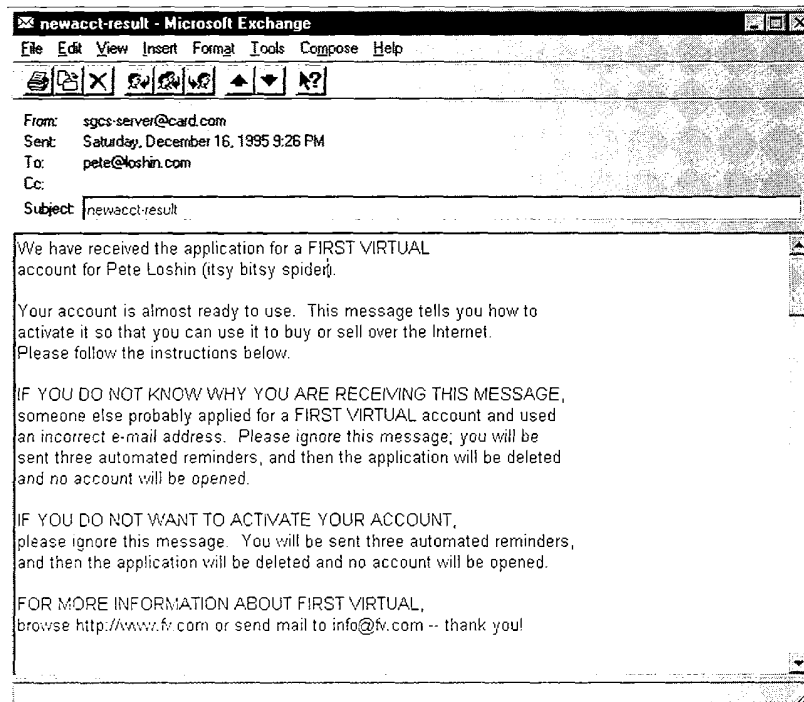 newacct-result - Microsoft Exchange
File Edit View Insert Format Tools Compose Help
From: sgcs-server@card.com
Sent: Saturday, December 16, 1995 9:26 PM
To: pete@loshin.com
Cc:
Subject: newacct-result
We have received the application for a FIRST VIRTUAL
account for Pete Loshin (itsy bitsy spider).
Your account is almost ready to use. This message tells you how to
activate it so that you can use it to buy or sell over the Internet.
Please follow the instructions below.
IF YOU DO NOT KNOW WHY YOU ARE RECEIVING THIS MESSAGE,
someone else probably applied for a FIRST VIRTUAL account and used
an incorrect e-mail address. Please ignore this message; you will be
sent three automated reminders, and then the application will be deleted
and no account will be opened.
IF YOU DO NOT WANT TO ACTIVATE YOUR ACCOUNT,
please ignore this message. You will be sent three automated reminders,
and then the application will be deleted and no account will be opened.
FOR MORE INFORMATION ABOUT FIRST VIRTUAL,
browse http://www.fv.com or send mail to info@fv.com -- thank you!